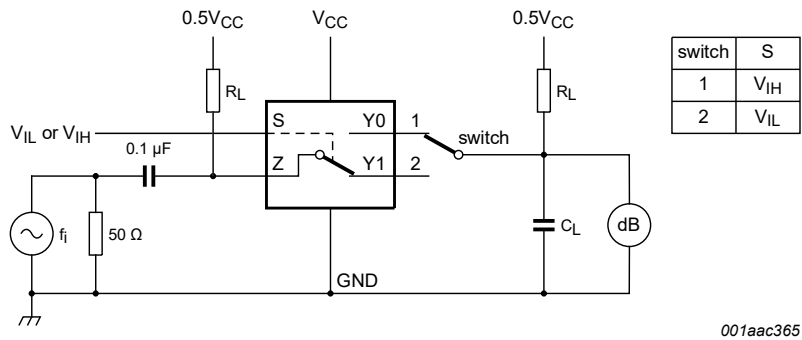 0.5VCC
VCC
0.5VCC
switch S
1 VIH
2 VIL
RL
RL
S
Y0
1
switch
VIL or VIH
0.1 µF
Z
Y1
2
fi
50 Ω
CL
dB
GND
001aac365